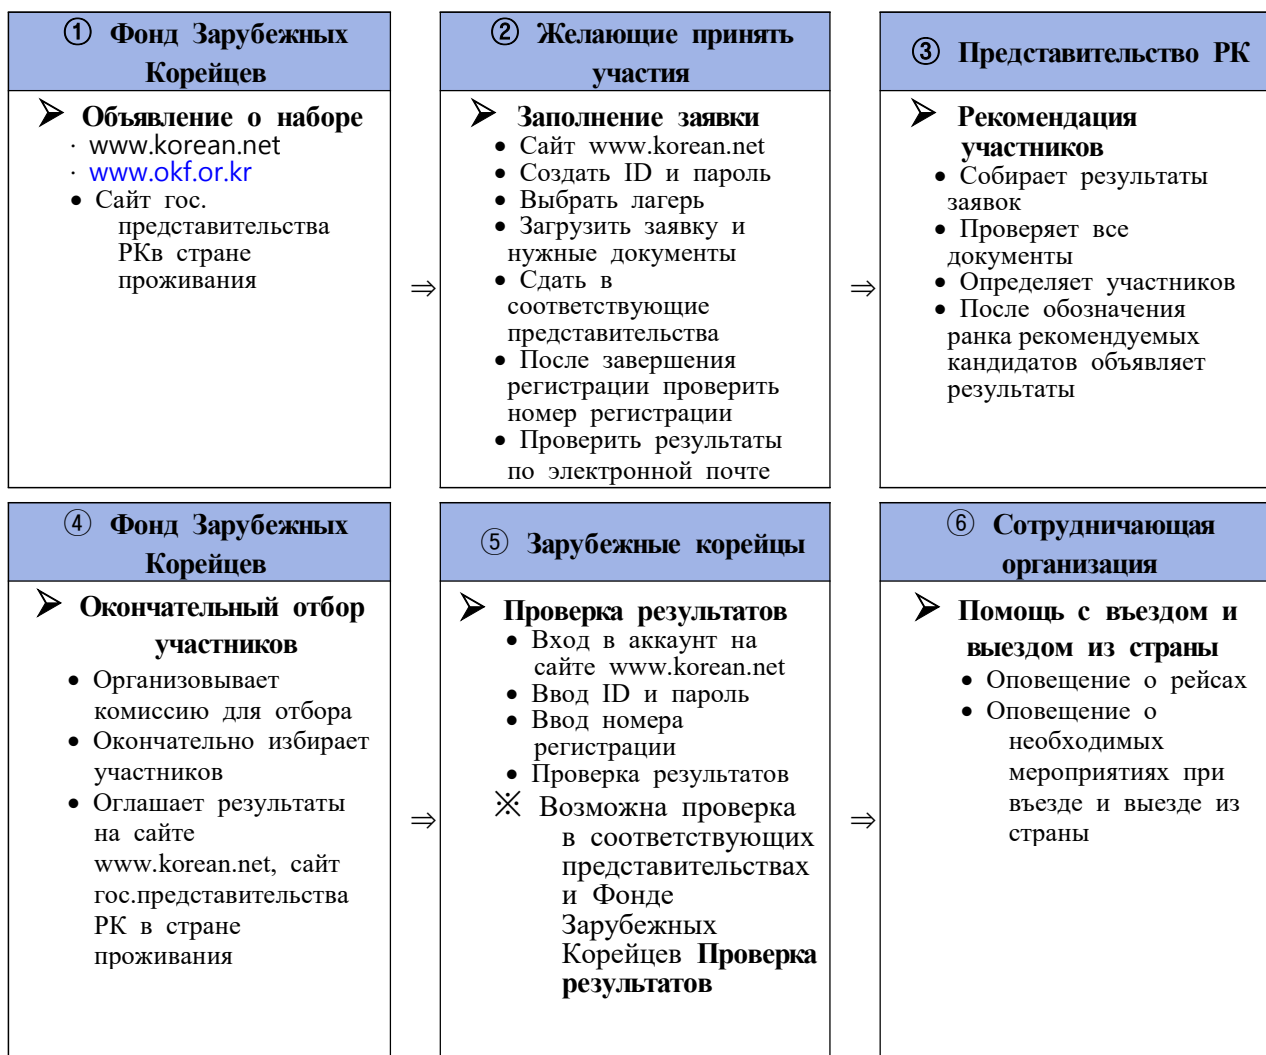 ① Фонд Зарубежных
Корейцев
➢ Объявление о наборе
· www.korean.net
· www.okf.or.kr
• Сайт гос.
представительства
РКв стране
проживания
⇒
② Желающие принять
участия
➢ Заполнение заявки
• Сайт www.korean.net
• Создать ID и пароль
• Выбрать лагерь
• Загрузить заявку и
нужные документы
• Сдать в
соответствующие
представительства
• После завершения
регистрации проверить
номер регистрации
• Проверить результаты
по электронной почте
⇒
③ Представительство РК
➢ Рекомендация
участников
• Собирает результаты
заявок
• Проверяет все
документы
• Определяет участников
• После обозначения
ранка рекомендуемых
кандидатов объявляет
результаты
④ Фонд Зарубежных
Корейцев
➢ Окончательный отбор
участников
• Организовывает
комиссию для отбора
• Окончательно избирает
участников
• Оглашает результаты
на сайте
www.korean.net, сайт
гос.представительства
РК в стране
проживания
⇒
⑤ Зарубежные корейцы
➢ Проверка результатов
• Вход в аккаунт на
сайте www.korean.net
• Ввод ID и пароль
• Ввод номера
регистрации
• Проверка результатов
※ Возможна проверка
в соответствующих
представительствах
и Фонде
Зарубежных
Корейцев Проверка
результатов
⇒
⑥ Сотрудничающая
организация
➢ Помощь с въездом и
выездом из страны
• Оповещение о рейсах
• Оповещение о
необходимых
мероприятиях при
въезде и выезде из
страны